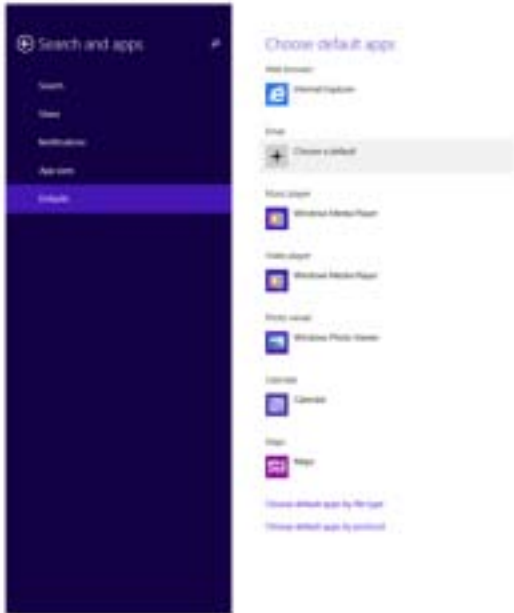 Search and apps
Search
Share
Notifications
App sizes
Defaults
Choose default apps
Web browser
Internet Explorer
Email
Choose a default
Music player
Windows Media Player
Video player
Windows Media Player
Photo viewer
Windows Photo Viewer
Calendar
Calendar
Maps
Maps
Choose default apps by file type
Choose default apps by protocol